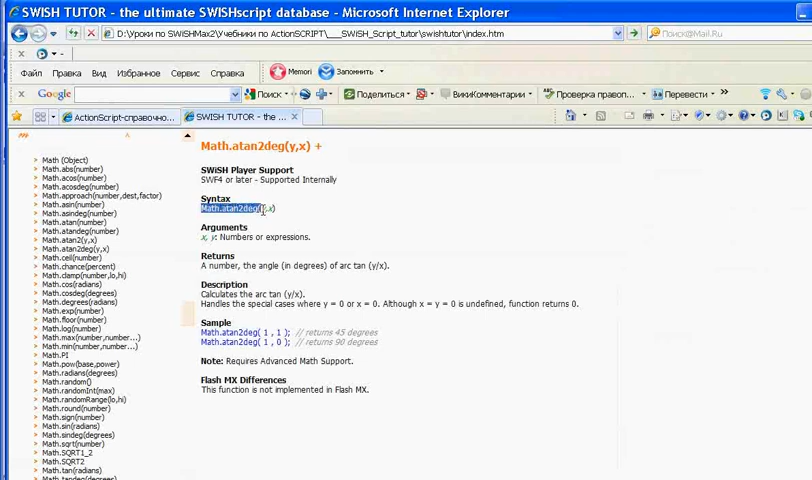 SWISH TUTOR - the ultimate SWISHscript database - Microsoft Internet Explorer
D:\Уроки по SWiSHMax2\Учебники по ActionSCRIPT\___SWiSH_Script_tutor\swishtutor\index.htm
Поиск@Mail.Ru
Файл Правка Вид Избранное Сервис Справка Memori Запомнить
Google Поиск Поделиться ВикиКомментарии Проверка правоп... Перевести
ActionScript-справочно... SWISH TUTOR - the ...
Math (Object)
Math.abs(number)
Math.acos(number)
Math.acosdeg(number)
Math.approach(number,dest,factor)
Math.asin(number)
Math.asindeg(number)
Math.atan(number)
Math.atandeg(number)
Math.atan2(y,x)
Math.atan2deg(y,x)
Math.ceil(number)
Math.chance(percent)
Math.clamp(number,lo,hi)
Math.cos(radians)
Math.cosdeg(number)
Math.degrees(radians)
Math.exp(number)
Math.floor(number)
Math.log(number)
Math.max(number,number...)
Math.min(number,number...)
Math.PI
Math.pow(base,power)
Math.radians(degrees)
Math.random()
Math.randomInt(max)
Math.randomRange(lo,hi)
Math.round(number)
Math.sign(number)
Math.sin(radians)
Math.sindeg(number)
Math.sqrt(number)
Math.SQRT1_2
Math.SQRT2
Math.tan(radians)
Math.tandeg(number)
Math.atan2deg(y,x) +
SWiSH Player Support
SWF4 or later - Supported Internally
Syntax
Math.atan2deg(y,x)
Arguments
x, y: Numbers or expressions.
Returns
A number, the angle (in degrees) of arc tan (y/x).
Description
Calculates the arc tan (y/x).
Handles the special cases where y = 0 or x = 0. Although x = y = 0 is undefined, function returns 0.
Sample
Math.atan2deg( 1 , 1 ); // returns 45 degrees
Math.atan2deg( 1 , 0 ); // returns 90 degrees
Note: Requires Advanced Math Support.
Flash MX Differences
This function is not implemented in Flash MX.